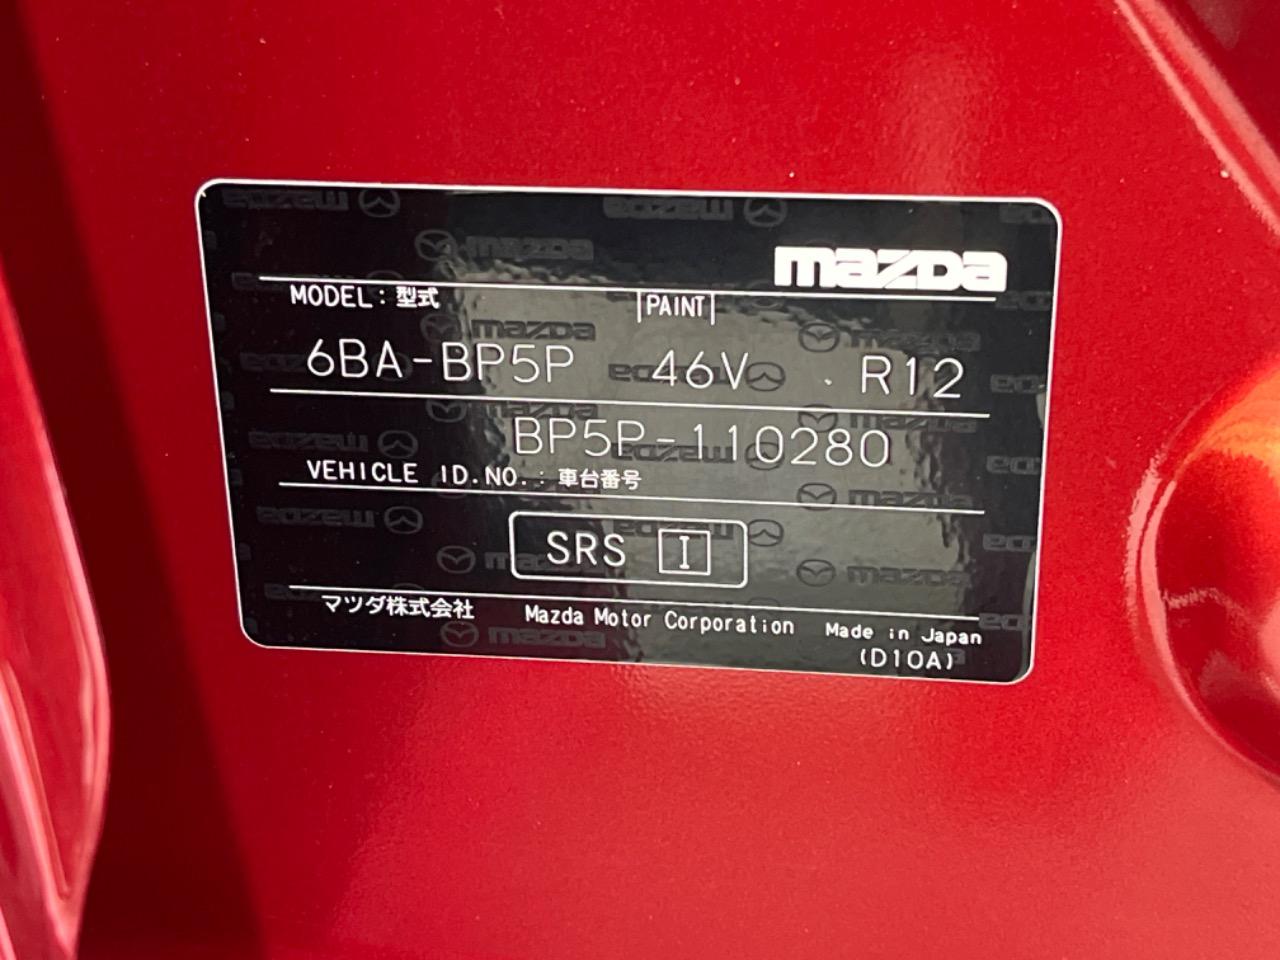 mazda
MODEL : 型式 PAINT
6BA-BP5P 46V R12
BP5P-110280
VEHICLE ID.NO. : 車台番号
SRS I
マツダ株式会社 Mazda Motor Corporation Made in Japan
(D10A)